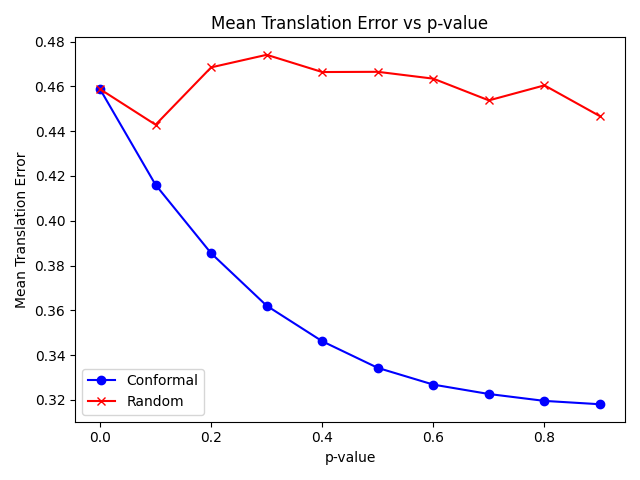 Mean Translation Error vs p-value
0.48
0.46
0.44
0.42
0.40
0.38
0.36
0.34
0.32
Mean Translation Error
Conformal
Random
0.0 0.2 0.4 0.6 0.8
p-value